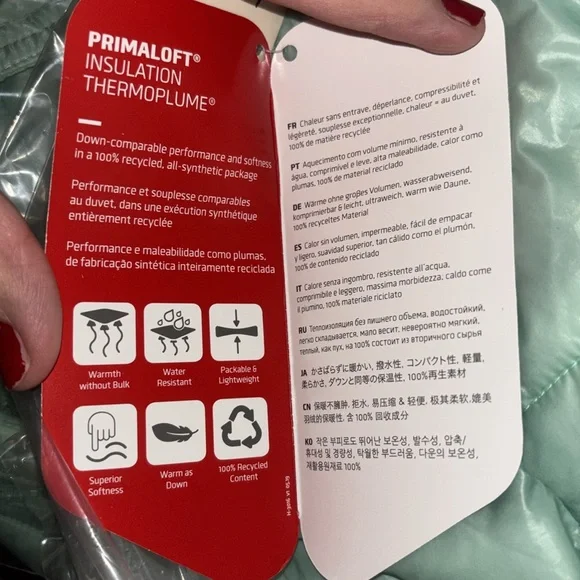 PRIMALOFT®
INSULATION
THERMOPLUME®
Down-comparable performance and softness
in a 100% recycled, all-synthetic package
Performance et souplesse comparables
au duvet, dans une exécution synthétique
entièrement recyclée
Performance e maleabilidade como plumas,
de fabricação sintética inteiramente reciclada
Warmth
without Bulk
Water
Resistant
Packable &
Lightweight
Superior
Softness
Warm as
Down
100% Recycled
Content
FR Chaleur sans entrave, déperlance, compressibilité et
légèreté, souplesse exceptionnelle, chaleur = au duvet,
100% de matière recyclée
PT Aquecimento com volume mínimo, resistente à
água, comprimível e leve, alta maleabilidade, calor como
plumas, 100% de material reciclado
DE Wärme ohne großes Volumen, wasserabweisend,
komprimierbar & leicht, ultraweich, warm wie Daune,
100% recyceltes Material
ES Calor sin volumen, impermeable, fácil de empacar
y ligero, suavidad superior, tan cálido como el plumón,
100% de contenido reciclado
IT Calore senza ingombro, resistente all'acqua,
comprimibile e leggero, massima morbidezza, caldo come
il piumino, 100% materiale riciclato
RU Теплоизоляция без лишнего объема, водостойкий,
легко складывается, мало весит, невероятно мягкий,
теплый, как пух, на 100% состоит из вторичного сырья
JA かさばらずに暖かい, 撥水性, コンパクト性, 軽量,
柔らかさ, ダウンと同等の保温性, 100%再生素材
CN 保暖不臃肿, 拒水, 易压缩 & 轻便, 极其柔软, 媲美
羽绒的保暖性, 含 100% 回收成分
KO 작은 부피로도 뛰어난 보온성, 발수성, 압축/
휴대성 및 경량성, 탁월한 부드러움, 다운의 보온성,
재활용원재료 100%